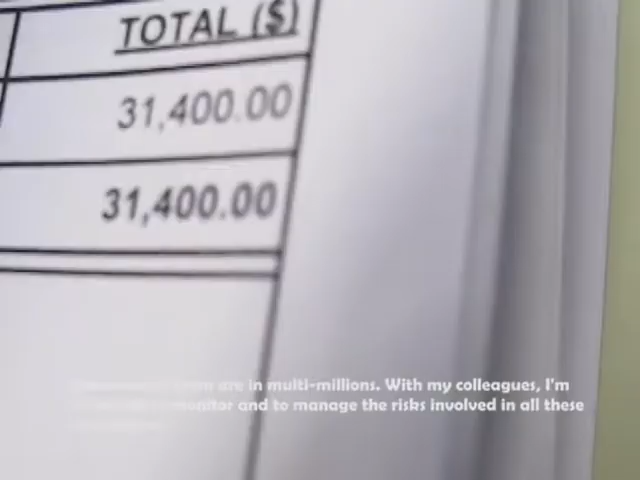 TOTAL ($)
31,400.00
31,400.00
are in multi-millions. With my colleagues, I'm
monitor and to manage the risks involved in all these